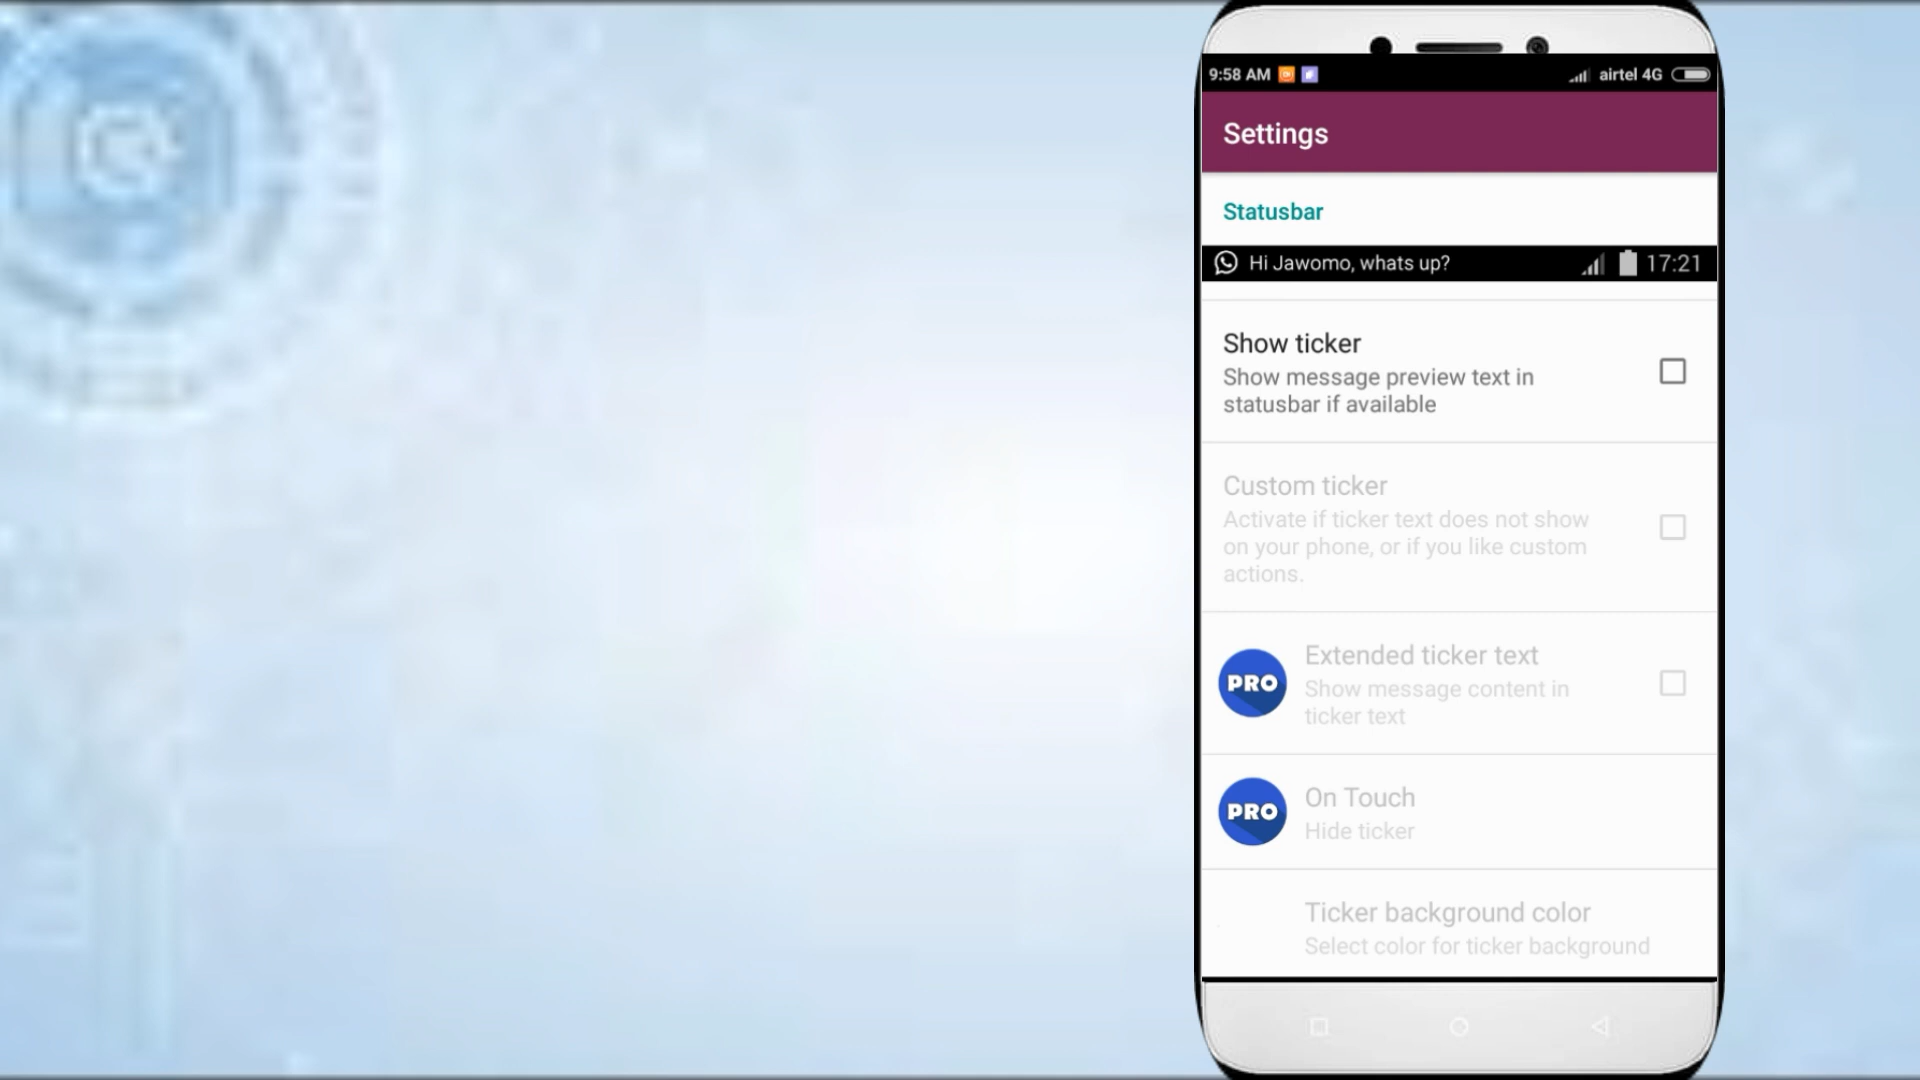 9:58 AM airtel 4G
Settings
Statusbar
Hi Jawomo, whats up? 17:21
Show ticker
Show message preview text in
statusbar if available
Custom ticker
Activate if ticker text does not show
on your phone, or if you like custom
actions.
PRO
Extended ticker text
Show message content in
ticker text
PRO
On Touch
Hide ticker
Ticker background color
Select color for ticker background